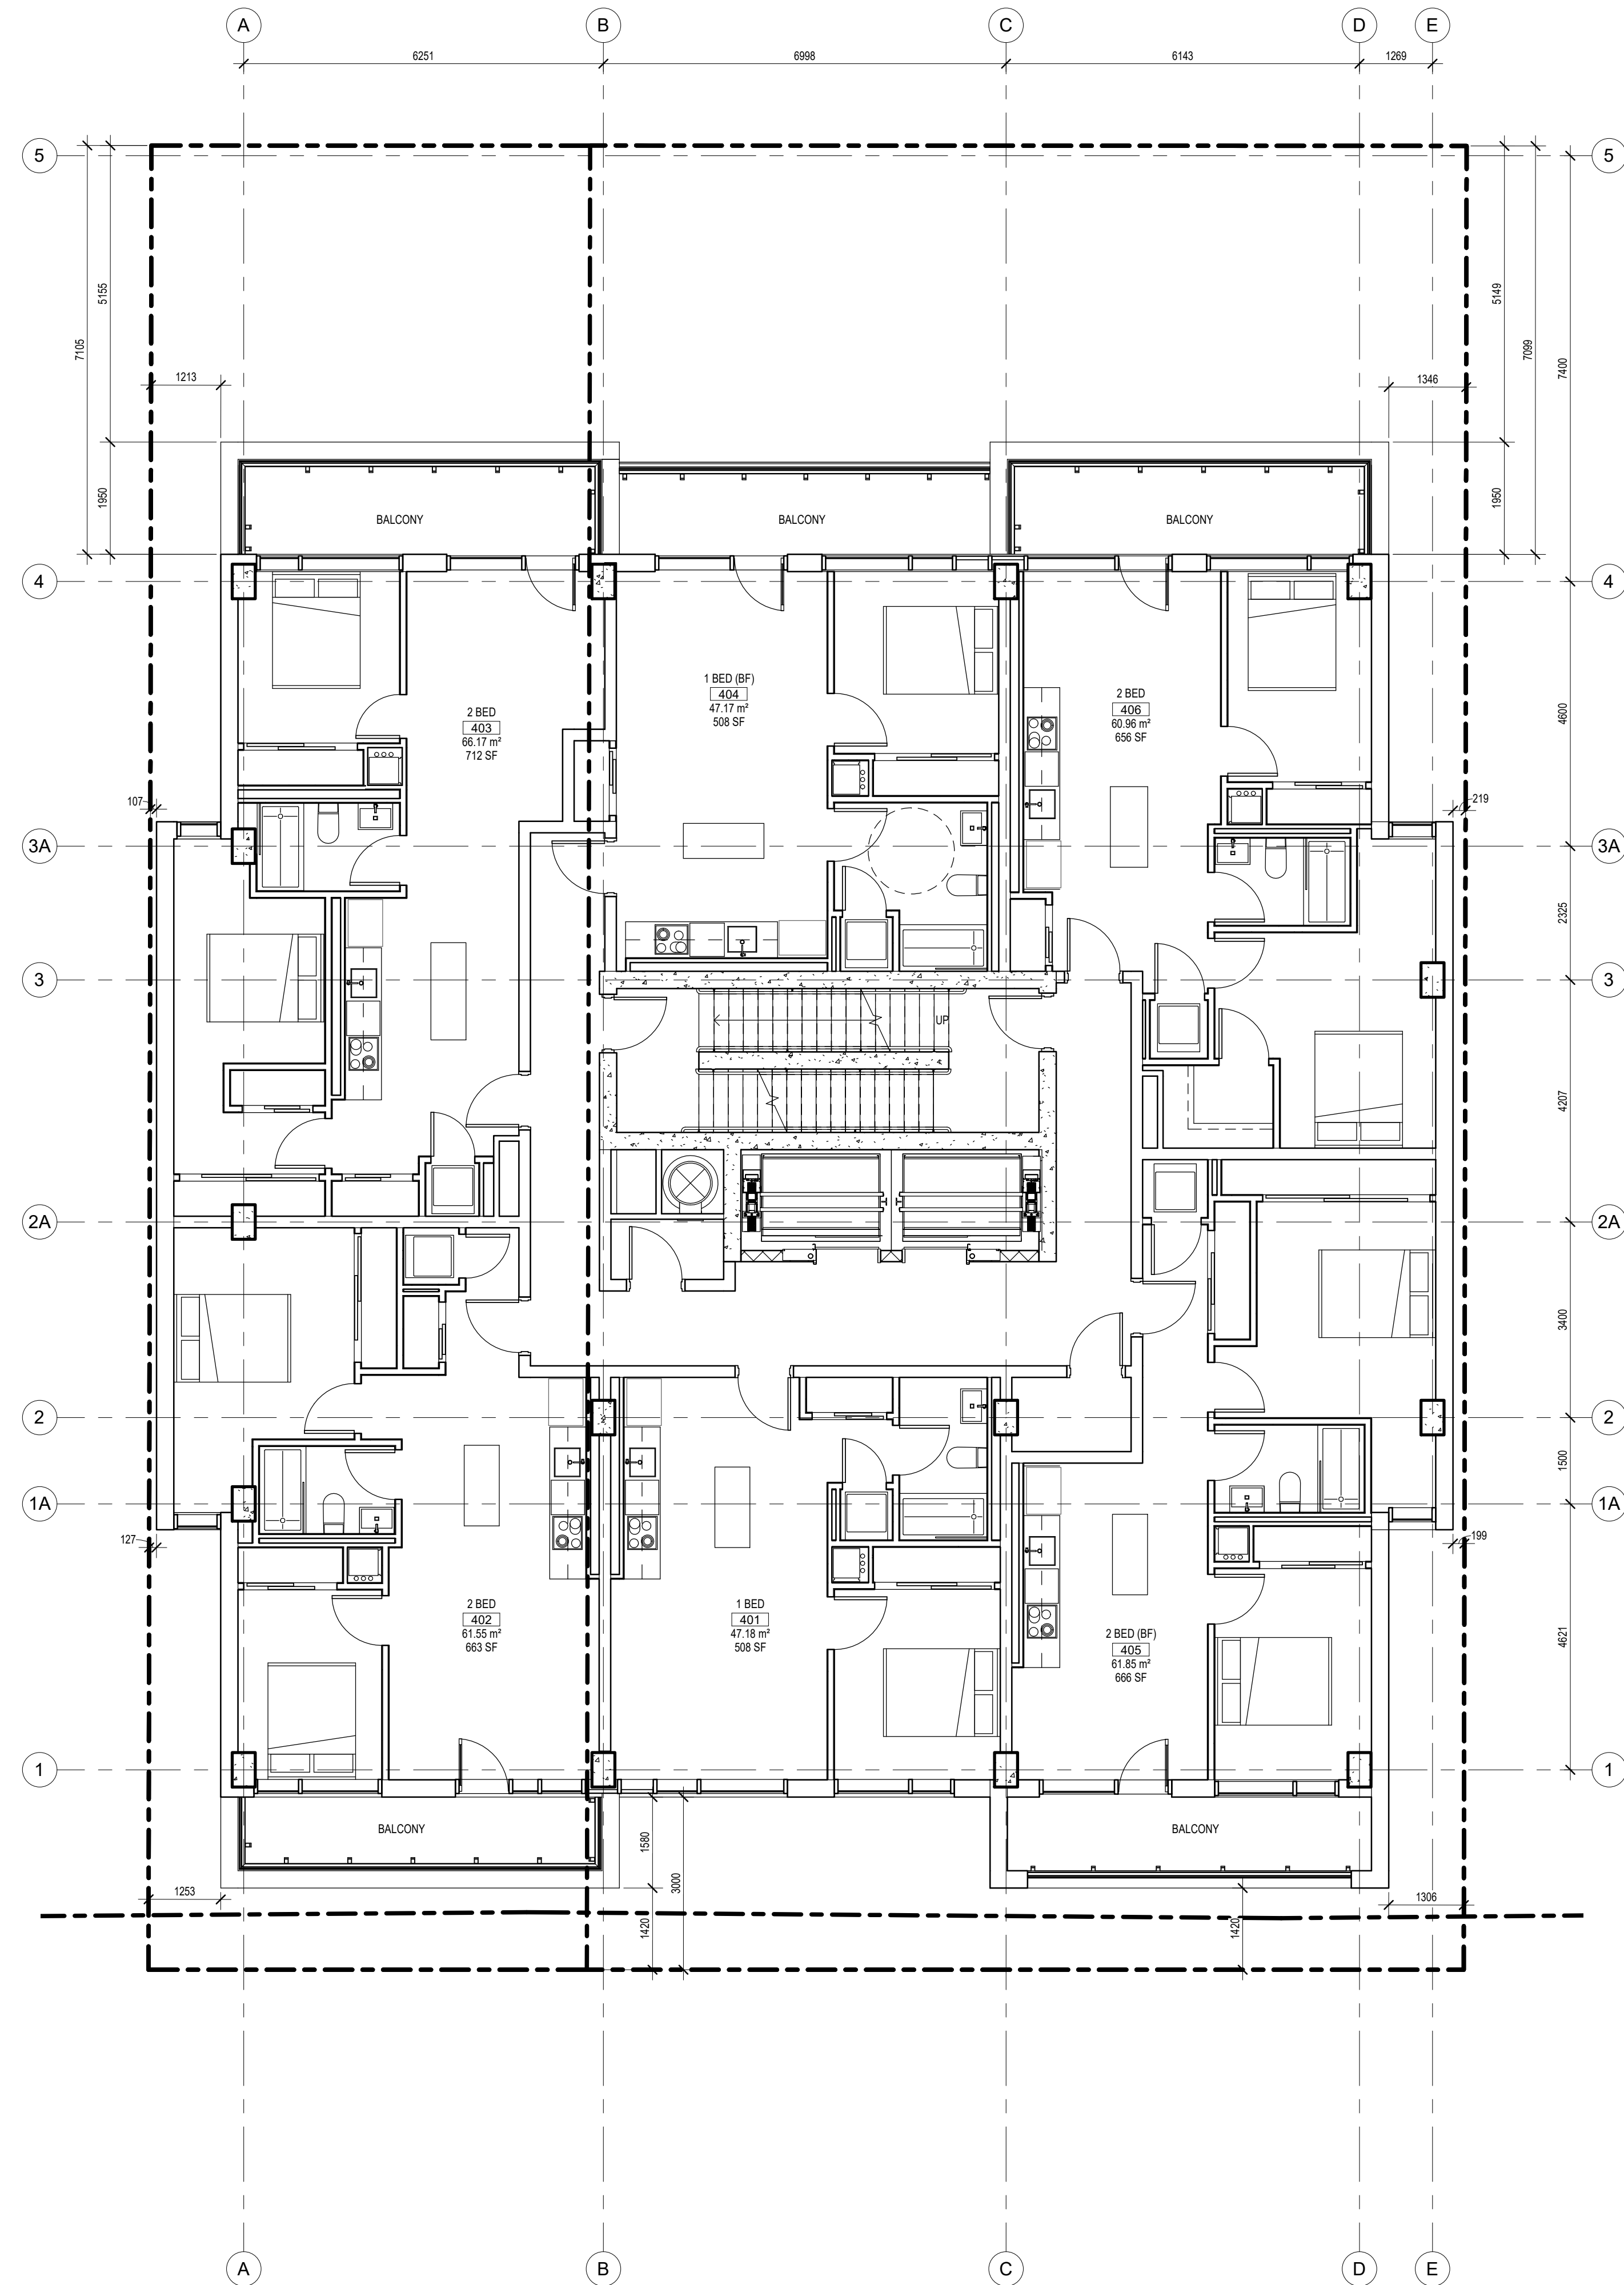 A
B
C
D
E
6251
6998
6143
1269
5
5
7105
5155
1213
1950
5149
7099
1346
1950
7400
BALCONY
BALCONY
BALCONY
4
4
1 BED (BF)
404
47.17 m²
508 SF
2 BED
406
60.96 m²
656 SF
2 BED
403
66.17 m²
712 SF
4600
107
219
3A
3A
2325
3
3
UP
4207
2A
2A
3400
2
2
1500
1A
1A
127
199
2 BED
402
61.55 m²
663 SF
1 BED
401
47.18 m²
508 SF
2 BED (BF)
405
61.85 m²
666 SF
4621
1
1
BALCONY
BALCONY
1580
3000
1420
1420
1253
1306
A
B
C
D
E